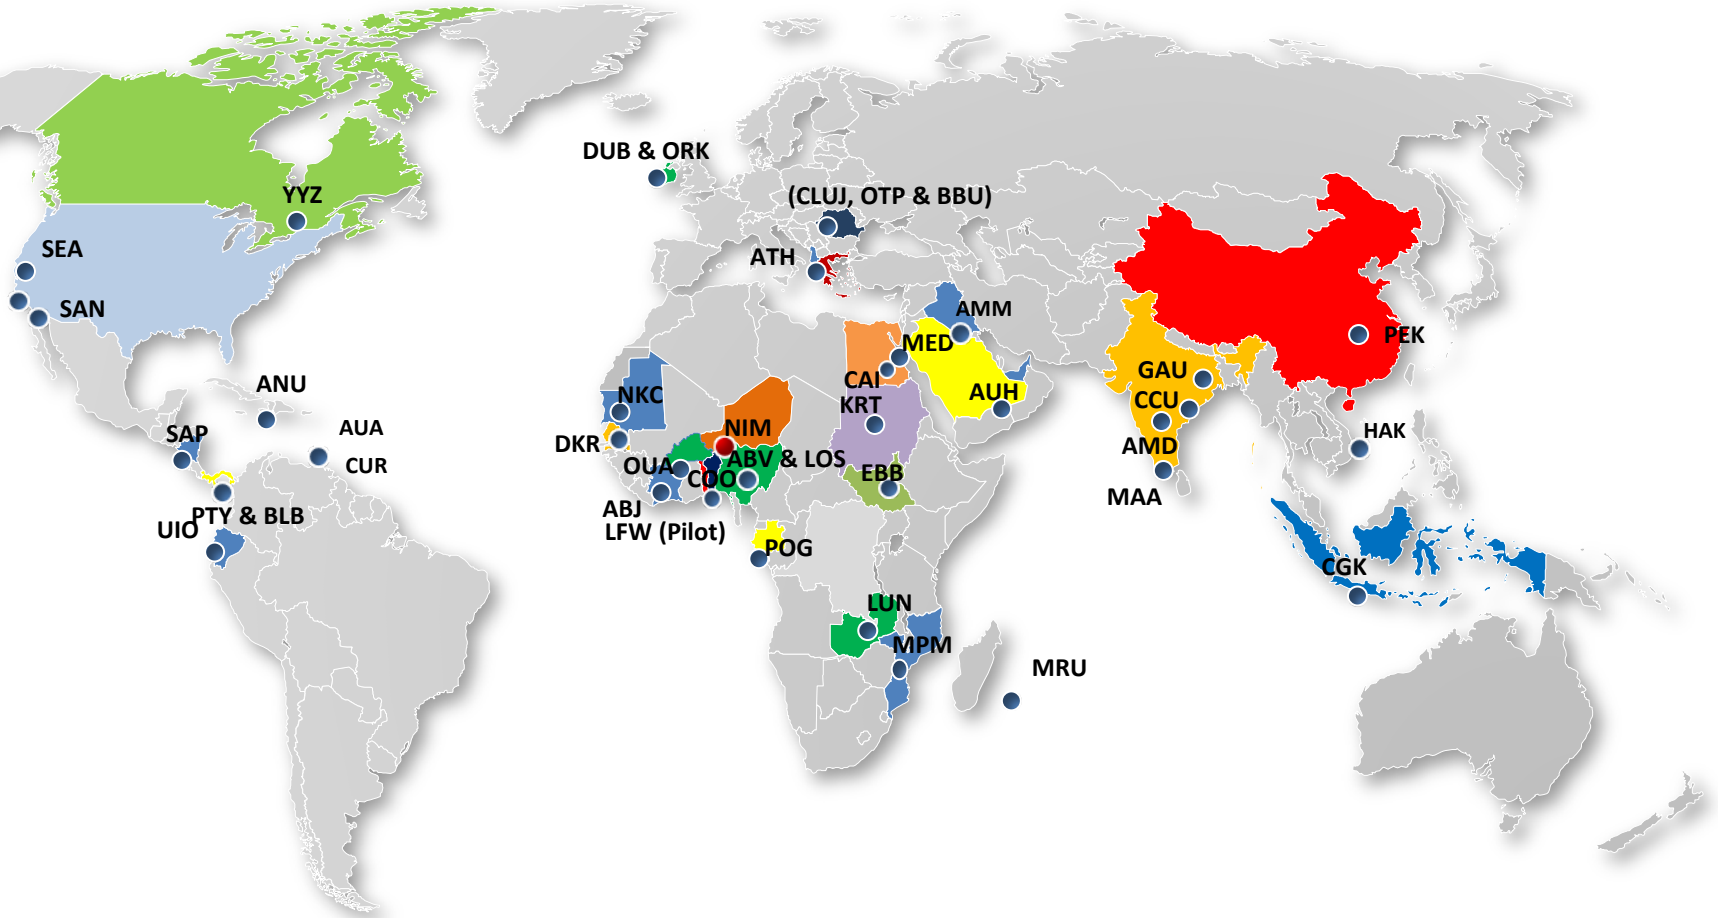 DUB & ORK
YYZ
(CLUJ, OTP & BBU)
SEA
ATH
SAN
AMM
PEK
MED
GAU
CAI
ANU
AUH
NKC
CCU
KRT
AUA
SAP
NIM
HAK
DKR
AMD
ABV & LOS
CUR
OUA
COO
EBB
MAA
ABJ
PTY & BLB
UIO
LFW (Pilot)
POG
CGK
LUN
MPM
MRU